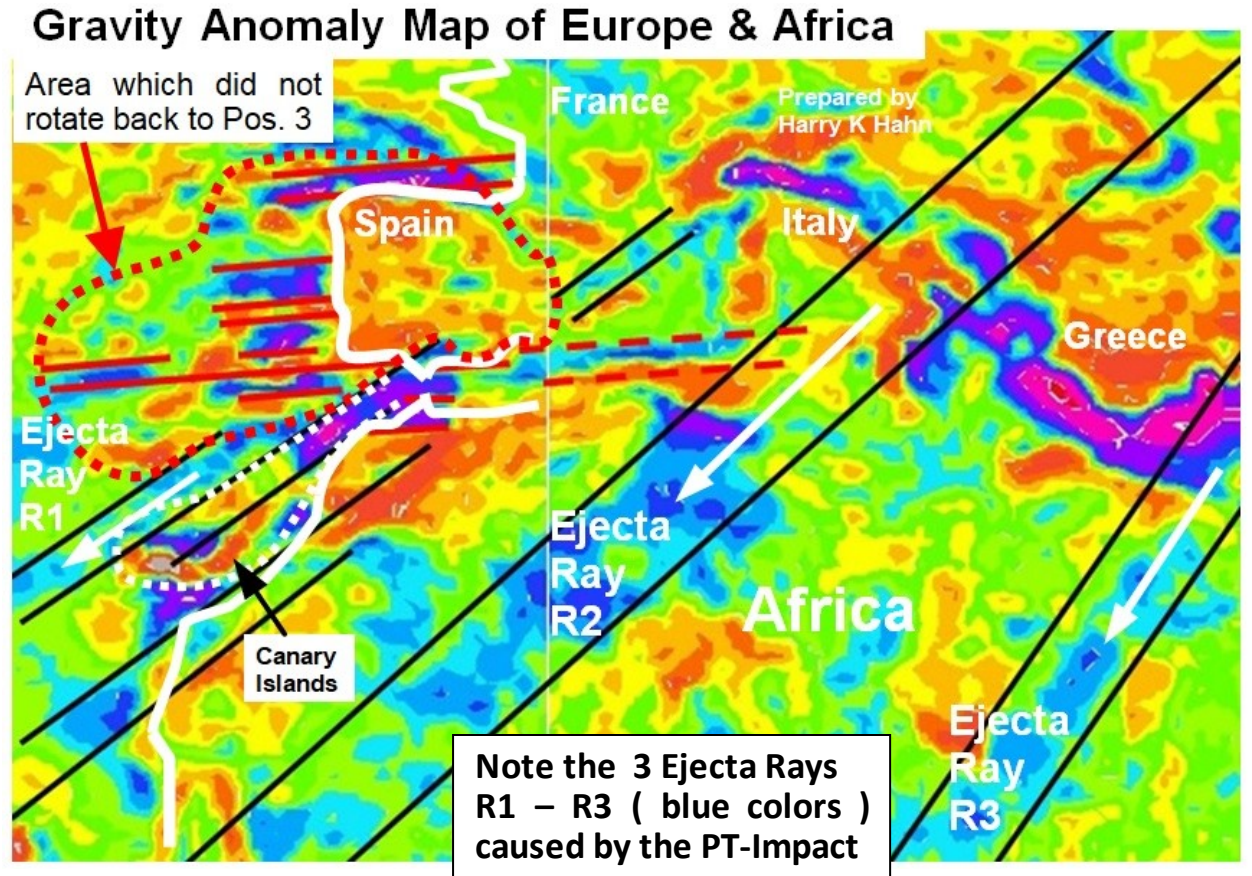 Gravity Anomaly Map of Europe & Africa
Area which did not
rotate back to Pos. 3
France
Prepared by
Harry K Hahn
Spain
Italy
Greece
Ejecta
Ray
R1
Ejecta
Ray
R2
Africa
Canary
Islands
Ejecta
Ray
R3
Note the 3 Ejecta Rays
R1 – R3 ( blue colors )
caused by the PT-Impact